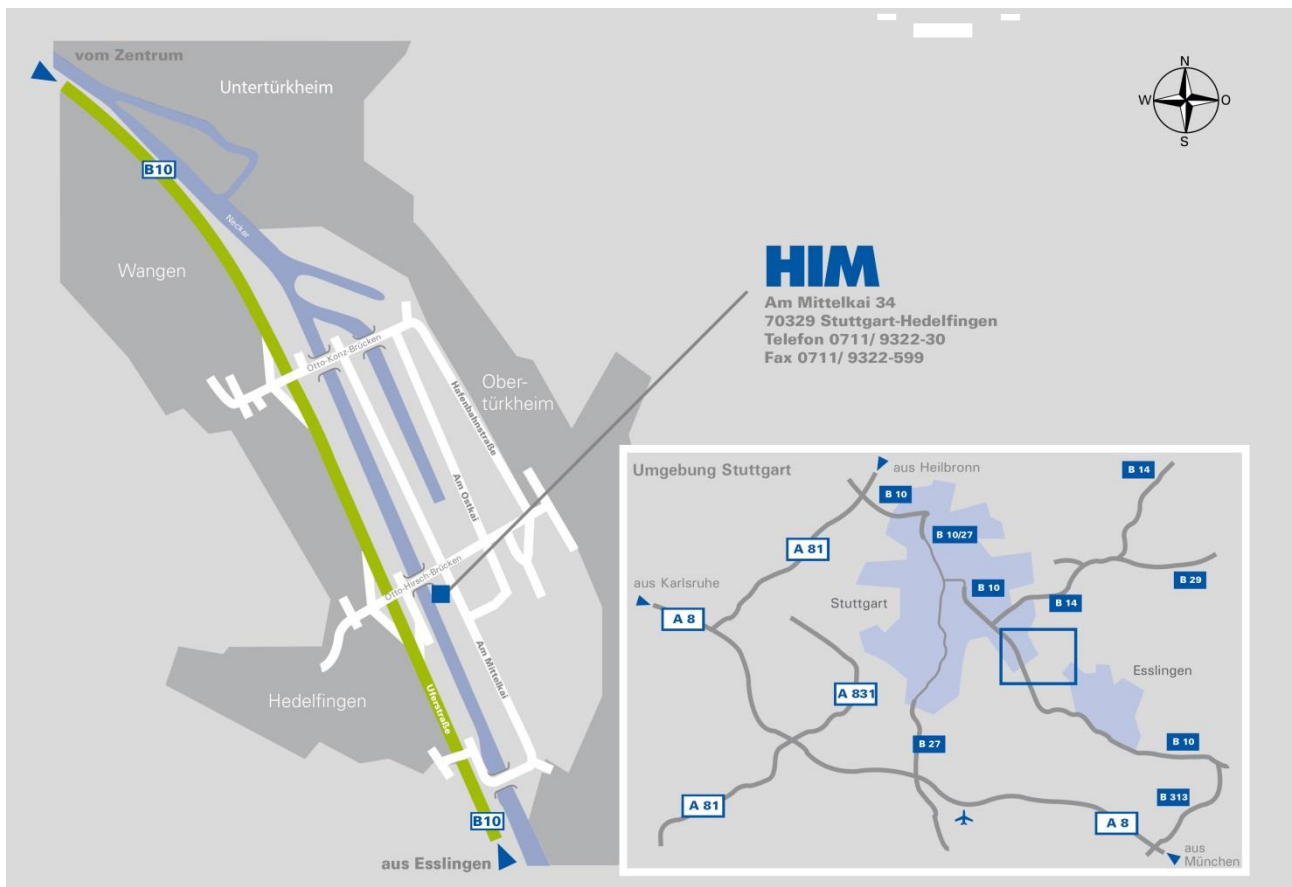 vom Zentrum
Untertürkheim
N
W
O
S
B10
Neckar
Wangen
HIM
Am Mittelkai 34
70329 Stuttgart-Hedelfingen
Telefon 0711/ 9322-30
Fax 0711/ 9322-599
Otto-Konz-Brücken
Ober-
türkheim
Hafenbahnstraße
Am Ostkai
Otto-Hirsch-Brücken
Am Mittelkai
Hedelfingen
Uferstraße
B10
aus Esslingen
Umgebung Stuttgart
aus Heilbronn
B 14
B 10
B 10/27
A 81
aus Karlsruhe
B 29
B 10
Stuttgart
B 14
A 8
Esslingen
A 831
B 27
B 10
A 81
B 313
A 8
aus
München